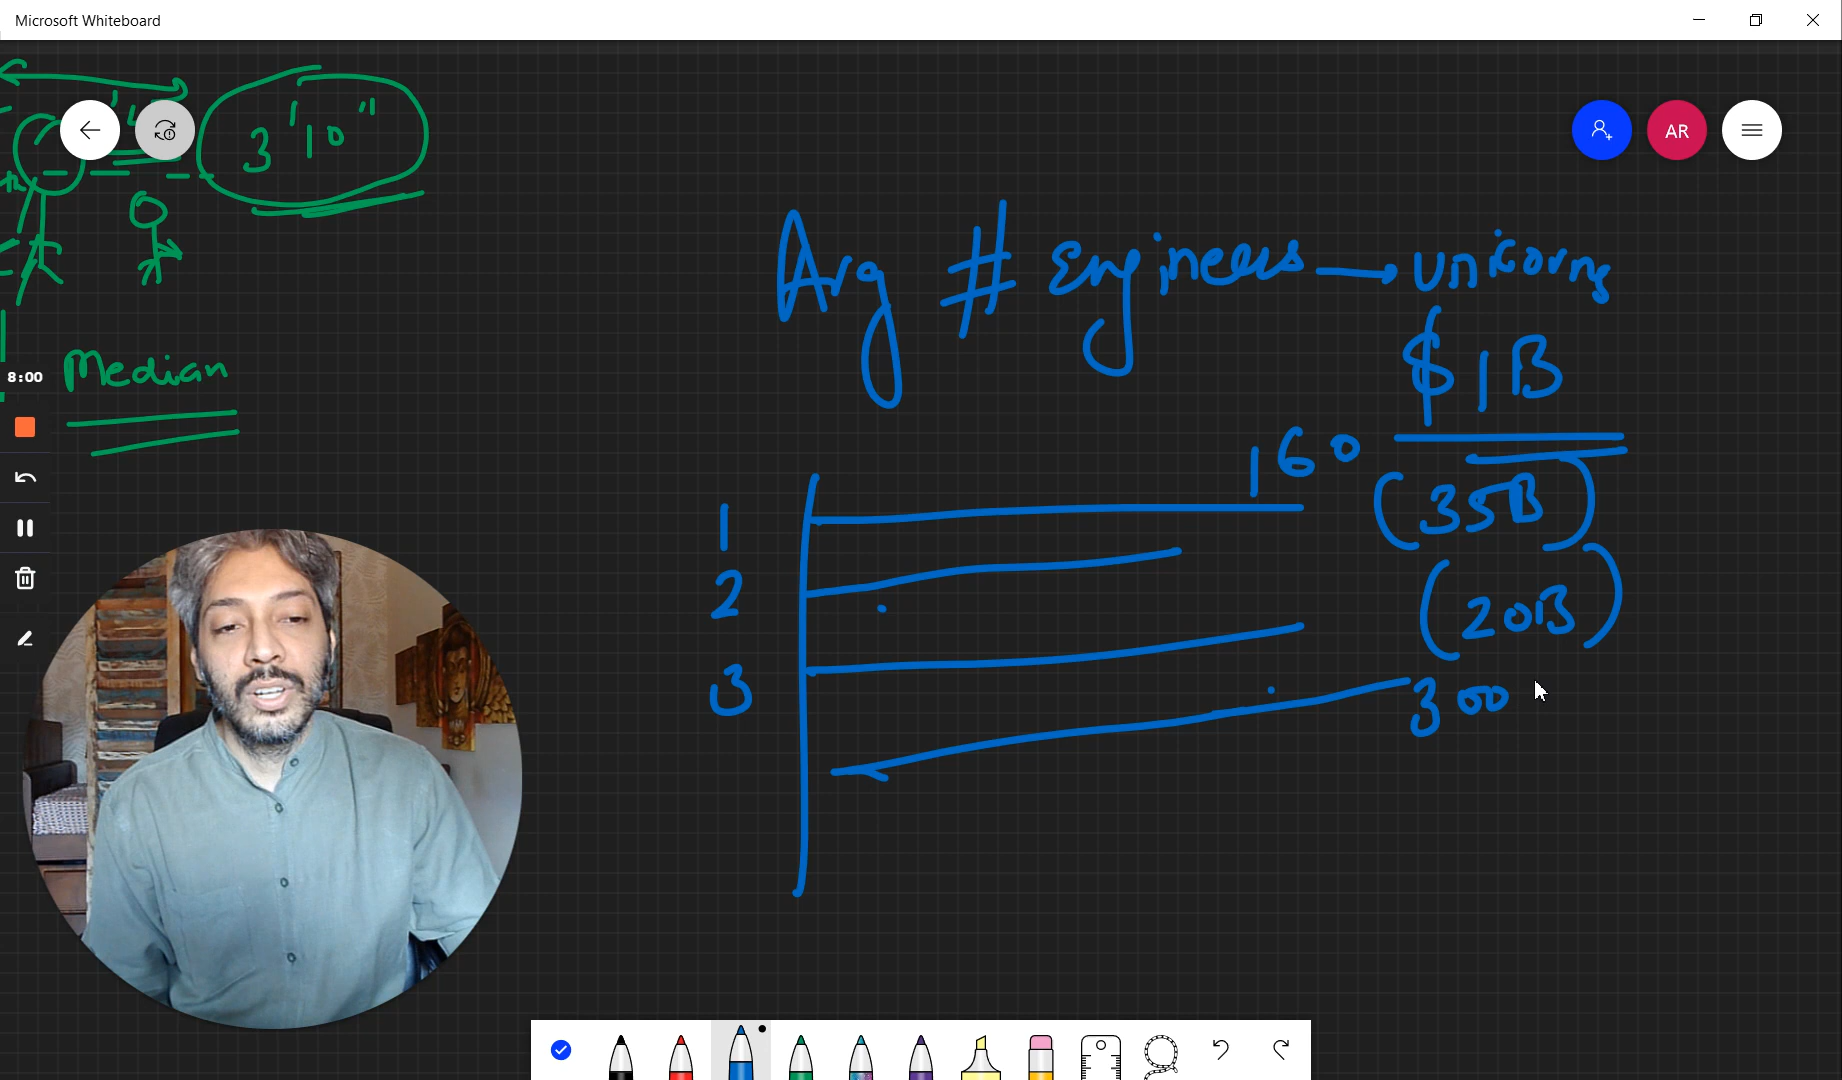 Microsoft Whiteboard
3'10"
AR
Avg # Engineers → Unicorns
$1B
Median
8:00
160
1
(35B)
2
(20B)
3
300